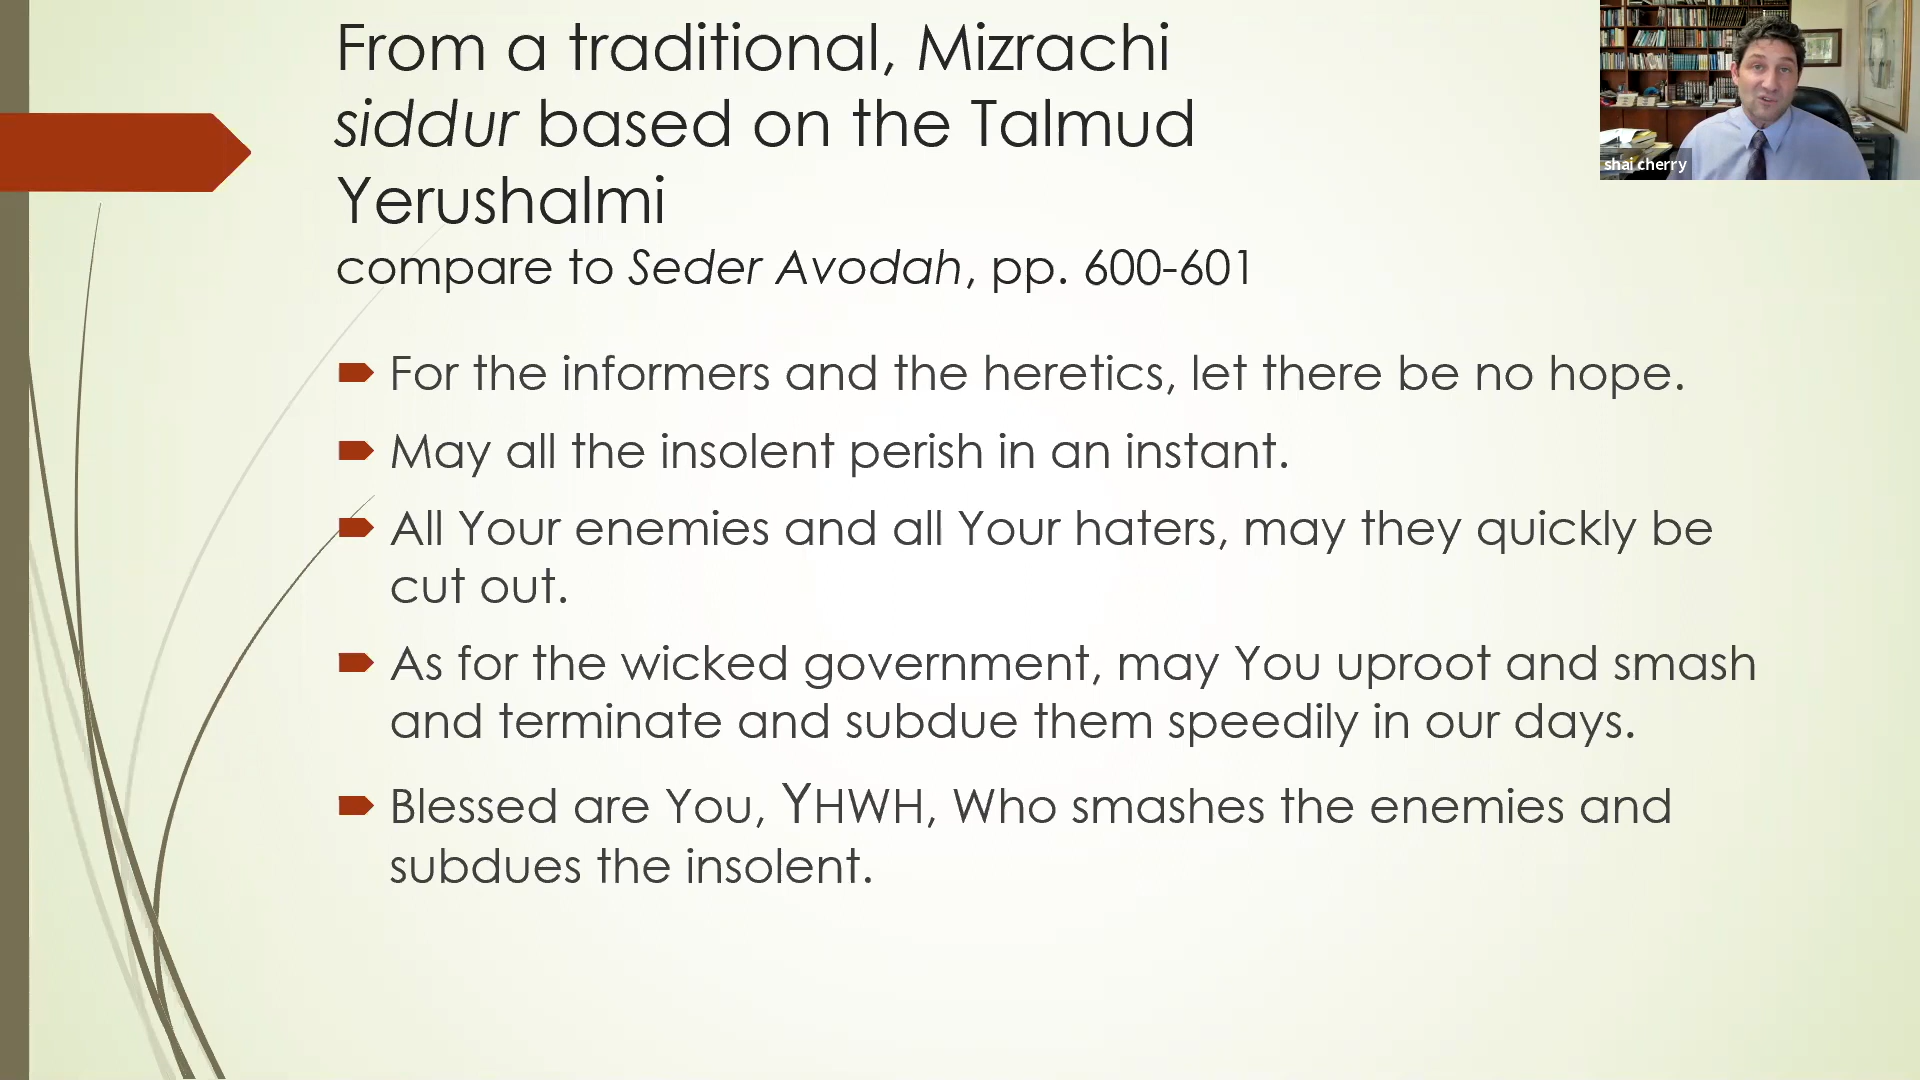 From a traditional, Mizrachi
siddur based on the Talmud
Yerushalmi
compare to Seder Avodah, pp. 600-601
For the informers and the heretics, let there be no hope.
May all the insolent perish in an instant.
All Your enemies and all Your haters, may they quickly be
cut out.
As for the wicked government, may You uproot and smash
and terminate and subdue them speedily in our days.
Blessed are You, YHWH, Who smashes the enemies and
subdues the insolent.
shai cherry